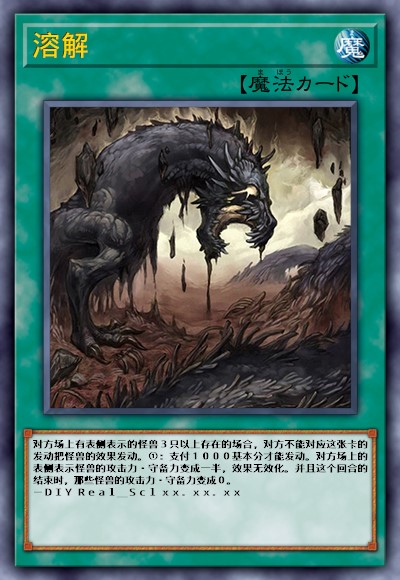 溶解
魔
【魔法カード】
まほう
对方场上有表侧表示的怪兽３只以上存在的场合，对方不能对应这张卡的
发动把怪兽的效果发动。①：支付１０００基本分才能发动。对方场上的
表侧表示怪兽的攻击力・守备力变成一半，效果无效化。并且这个回合的
结束时，那些怪兽的攻击力・守备力变成０。
－ＤＩＹ Ｒｅａｌ＿Ｓｃｌ ｘｘ．ｘｘ．ｘｘ